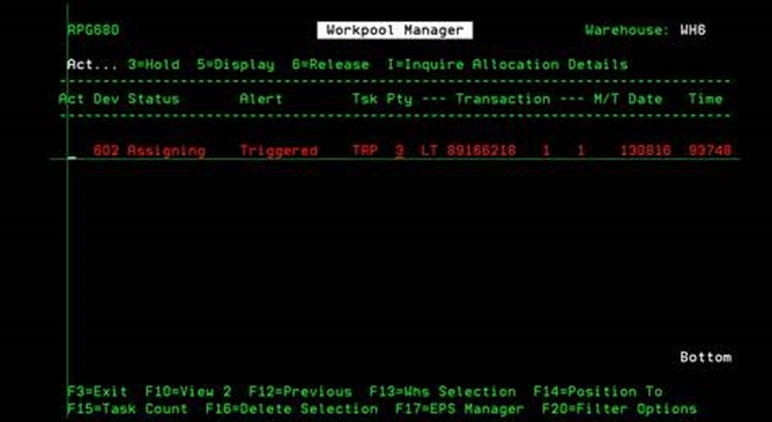 RPG680 Workpool Manager Warehouse: WH6
Act... 3=Hold 5=Display 6=Release I=Inquire Allocation Details
Act Dev Status Alert Tsk Pty --- Transaction --- M/T Date Time
602 Assigning Triggered TRP 3 LT 89166218 1 1 130816 93748
Bottom
F3=Exit F10=View 2 F12=Previous F13=Whs Selection F14=Position To
F15=Task Count F16=Delete Selection F17=EPS Manager F20=Filter Options